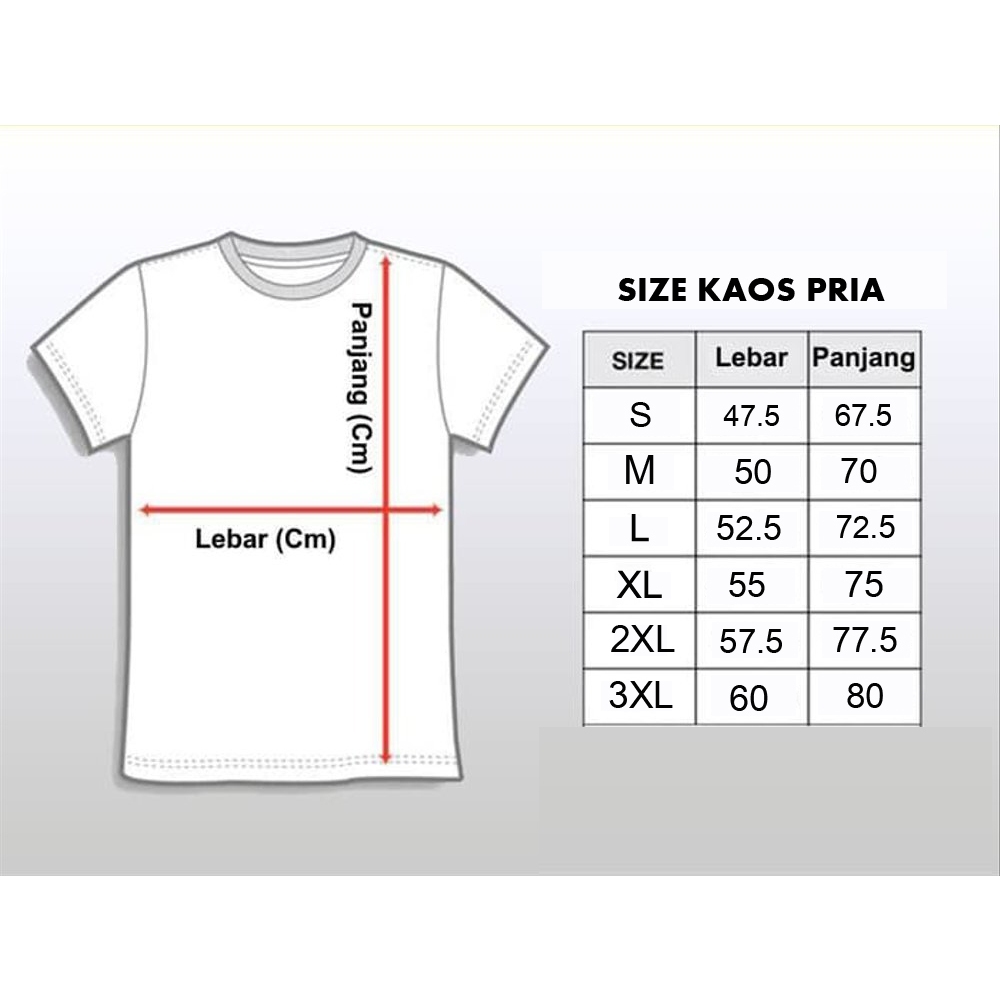 Panjang (Cm)
Lebar (Cm)
SIZE KAOS PRIA
SIZE Lebar Panjang
S 47.5 67.5
M 50 70
L 52.5 72.5
XL 55 75
2XL 57.5 77.5
3XL 60 80